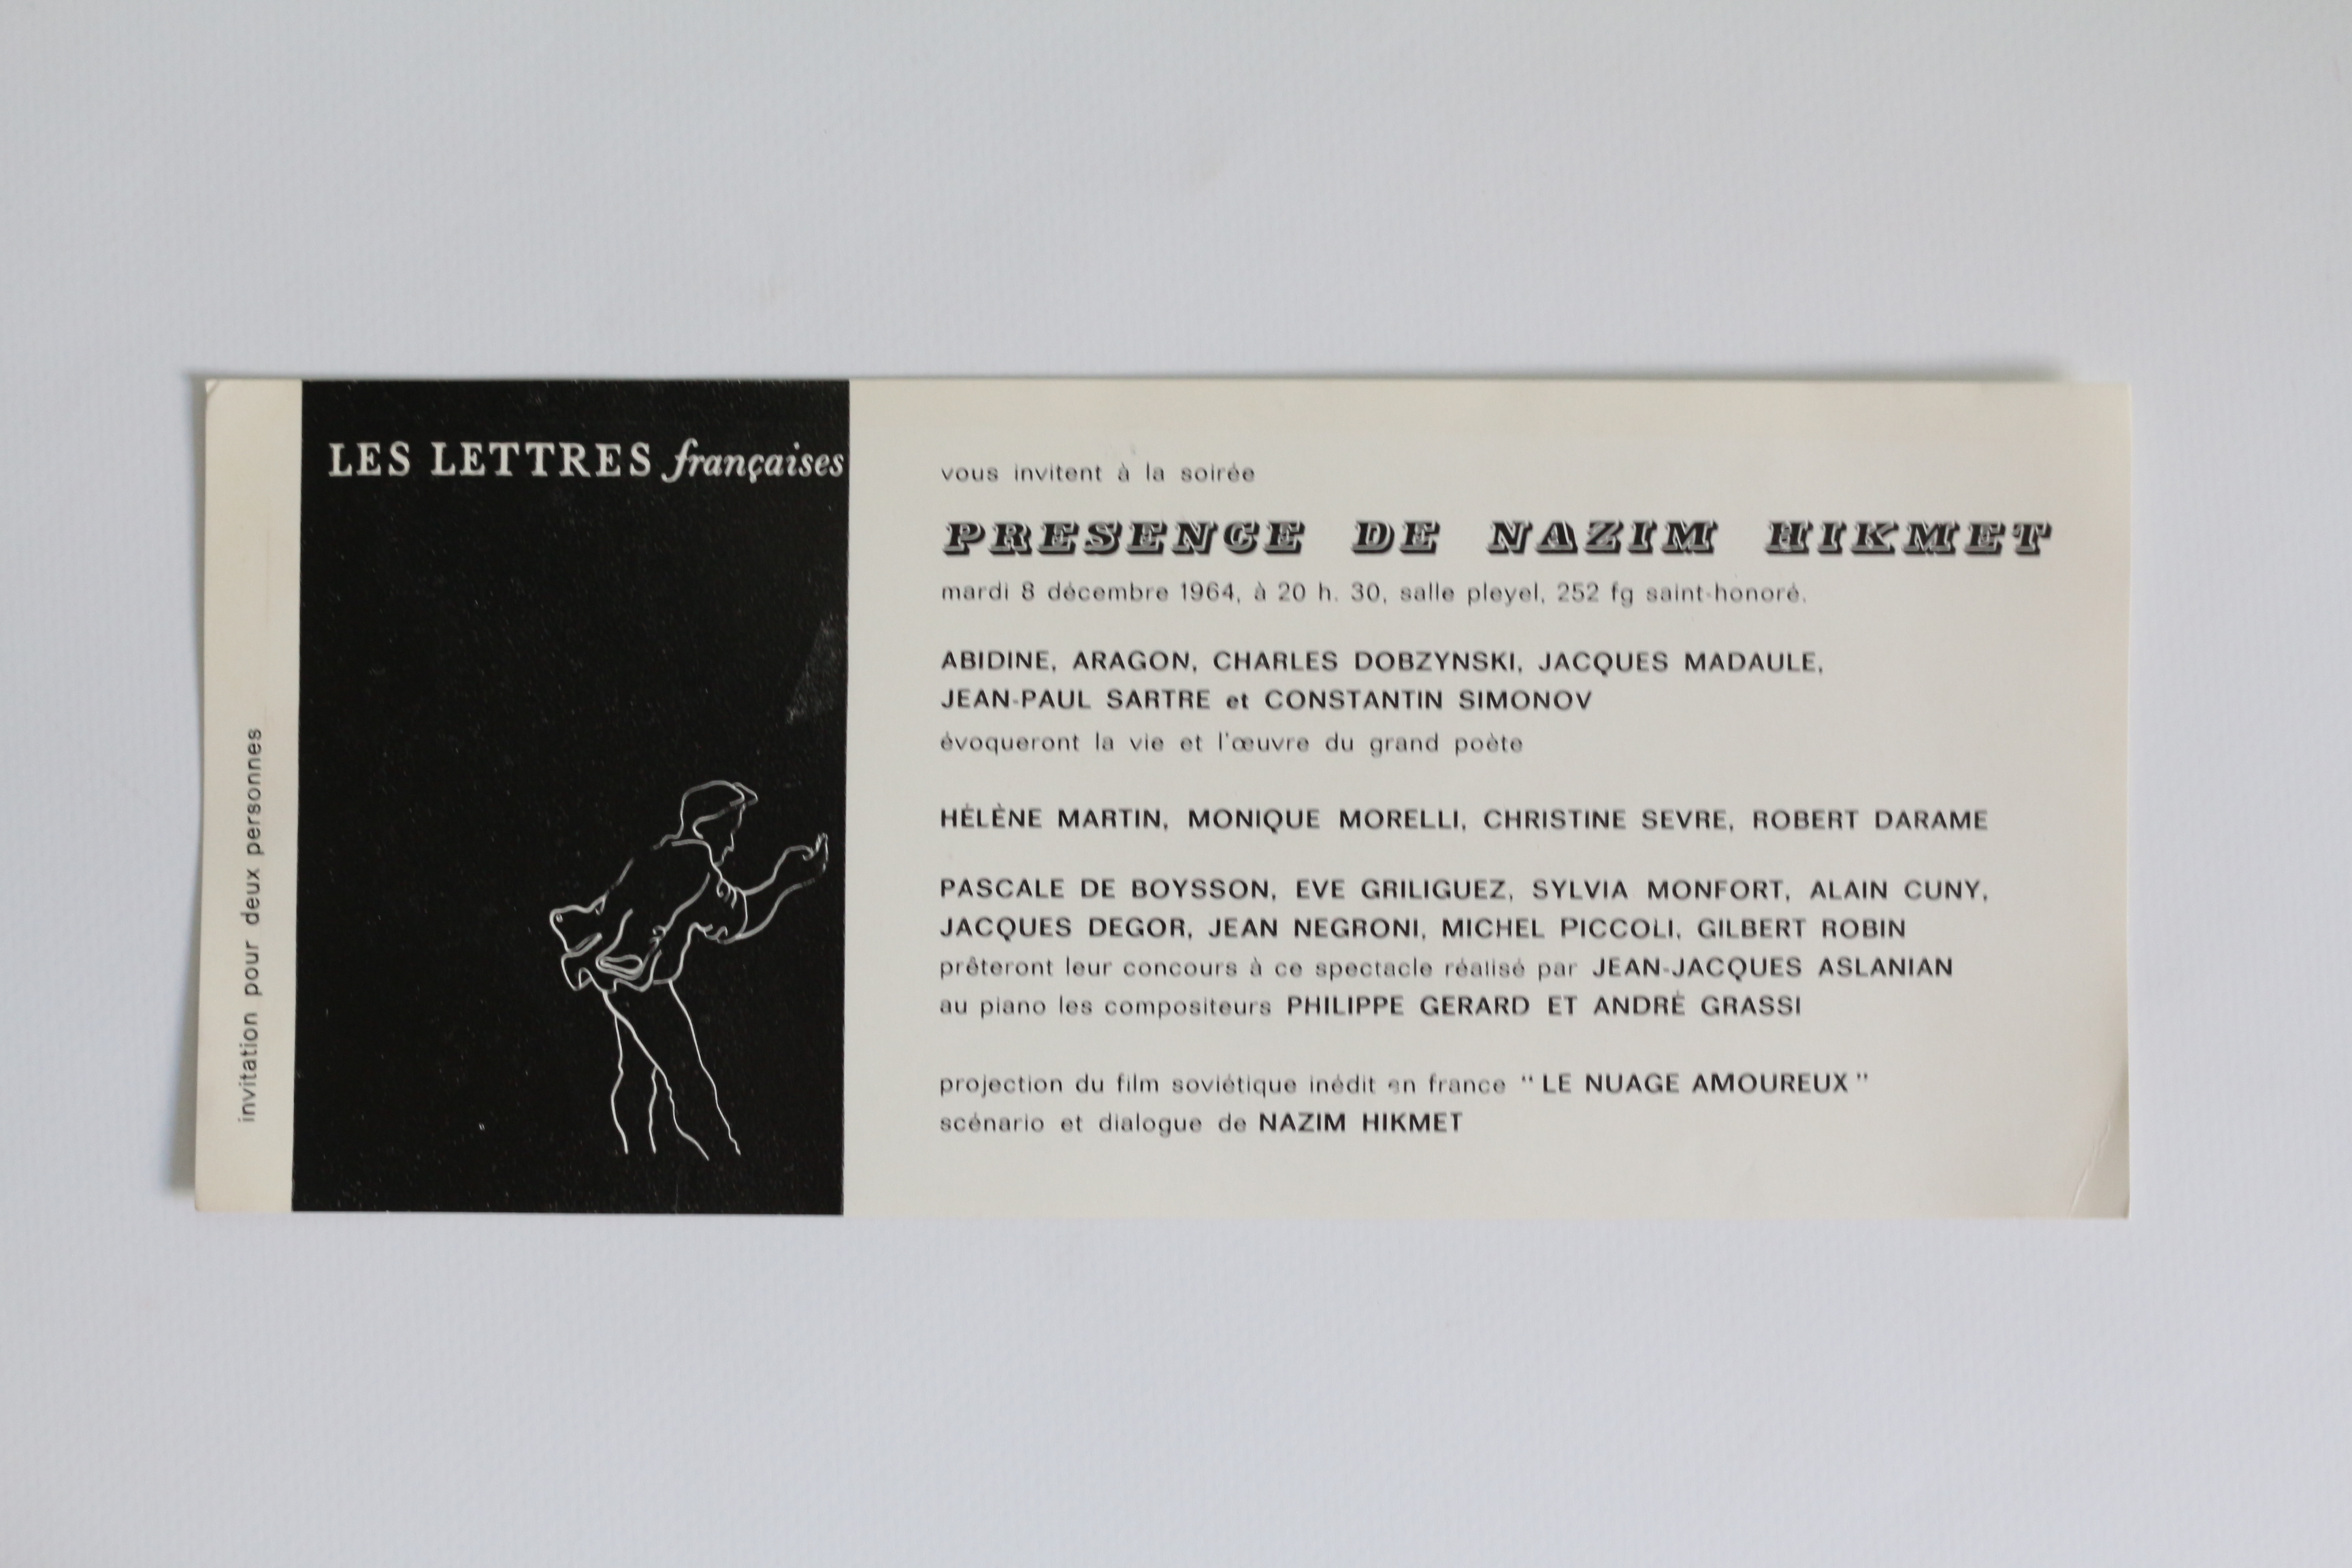 invitation pour deux personnes
LES LETTRES françaises
vous invitent à la soirée
PRESENCE DE NAZIM HIKMET
mardi 8 décembre 1964, à 20 h. 30, salle pleyel, 252 fg saint-honoré.
ABIDINE, ARAGON, CHARLES DOBZYNSKI, JACQUES MADAULE,
JEAN-PAUL SARTRE et CONSTANTIN SIMONOV
évoqueront la vie et l'œuvre du grand poète
HÉLÈNE MARTIN, MONIQUE MORELLI, CHRISTINE SEVRE, ROBERT DARAME
PASCALE DE BOYSSON, EVE GRILIGUEZ, SYLVIA MONFORT, ALAIN CUNY,
JACQUES DEGOR, JEAN NEGRONI, MICHEL PICCOLI, GILBERT ROBIN
prêteront leur concours à ce spectacle réalisé par JEAN-JACQUES ASLANIAN
au piano les compositeurs PHILIPPE GERARD ET ANDRÉ GRASSI
projection du film soviétique inédit en france "LE NUAGE AMOUREUX"
scénario et dialogue de NAZIM HIKMET